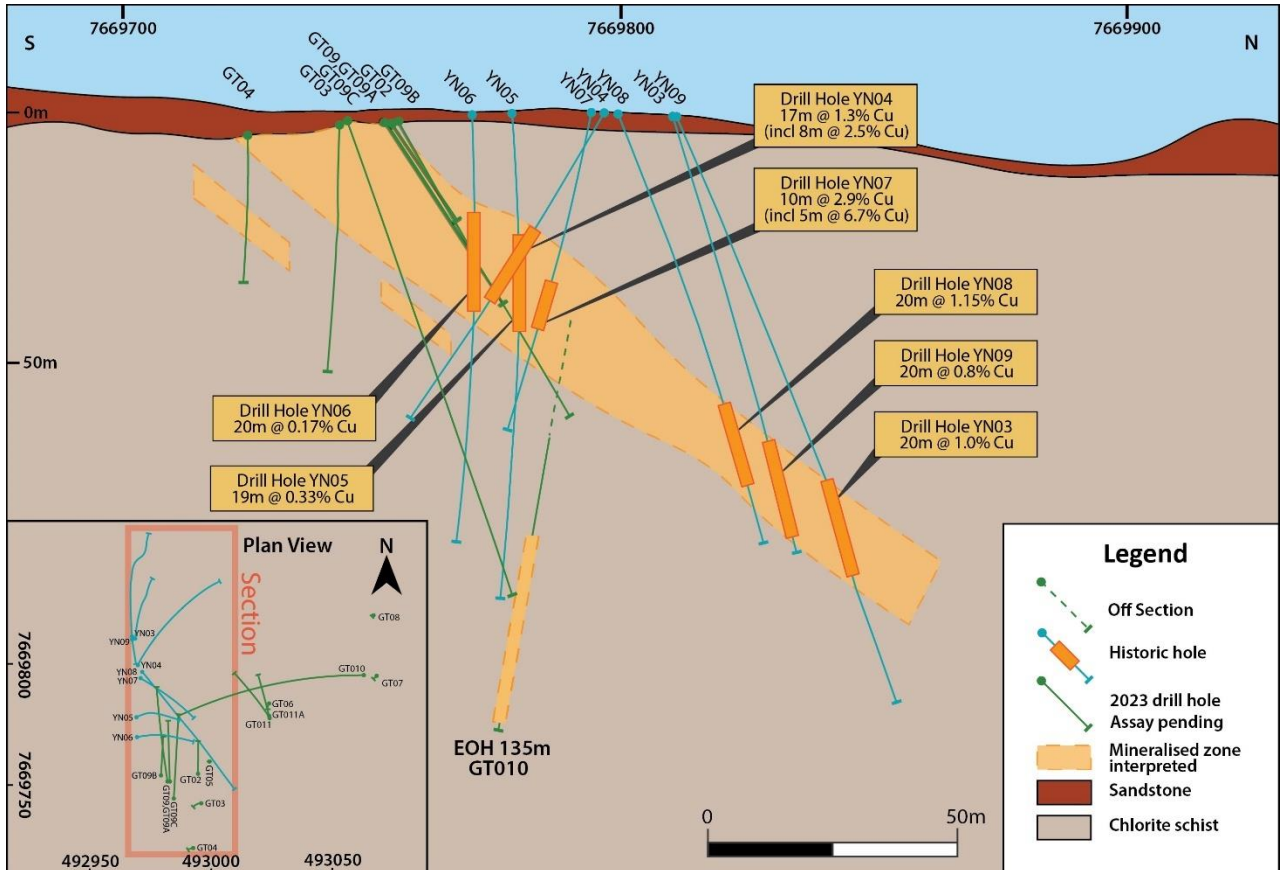 7669700
7669800
7669900
S
N
GT04
GT03
GT09C
GT09,GT09A
GT02
GT09B
YN06
YN05
YN07
YN04
YN08
YN03
YN09
0m
50m
Drill Hole YN04
17m @ 1.3% Cu
(incl 8m @ 2.5% Cu)
Drill Hole YN07
10m @ 2.9% Cu
(incl 5m @ 6.7% Cu)
Drill Hole YN08
20m @ 1.15% Cu
Drill Hole YN09
20m @ 0.8% Cu
Drill Hole YN03
20m @ 1.0% Cu
Drill Hole YN06
20m @ 0.17% Cu
Drill Hole YN05
19m @ 0.33% Cu
EOH 135m
GT010
0
50m
Plan View
N
Section
7669800
7669750
492950
493000
493050
YN09
YN03
YN04
YN08
YN07
YN05
YN06
GT08
GT010
GT07
GT06
GT011A
GT011
GT09B
GT09,GT09A
GT09C
GT02
GT05
GT03
GT04
Legend
Off Section
Historic hole
2023 drill hole
Assay pending
Mineralised zone
interpreted
Sandstone
Chlorite schist